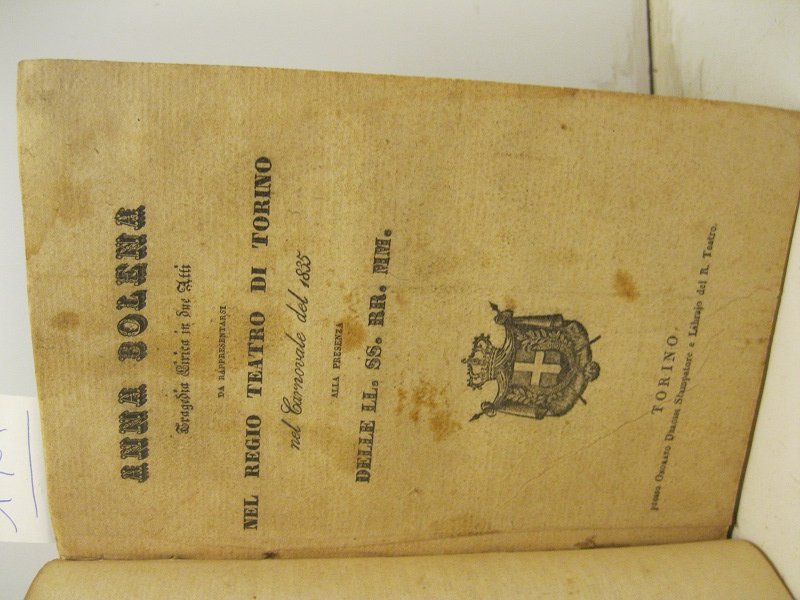 ANNA BOLENA
Tragedia Lirica in due Atti
DA RAPPRESENTARSI
NEL REGIO TEATRO DI TORINO
nel Carnovale del 1835
ALLA PRESENZA
DELLE LL. SS. RR. MM.
TORINO
presso Onorato Derossi Stampatore e Librajo del R. Teatro.